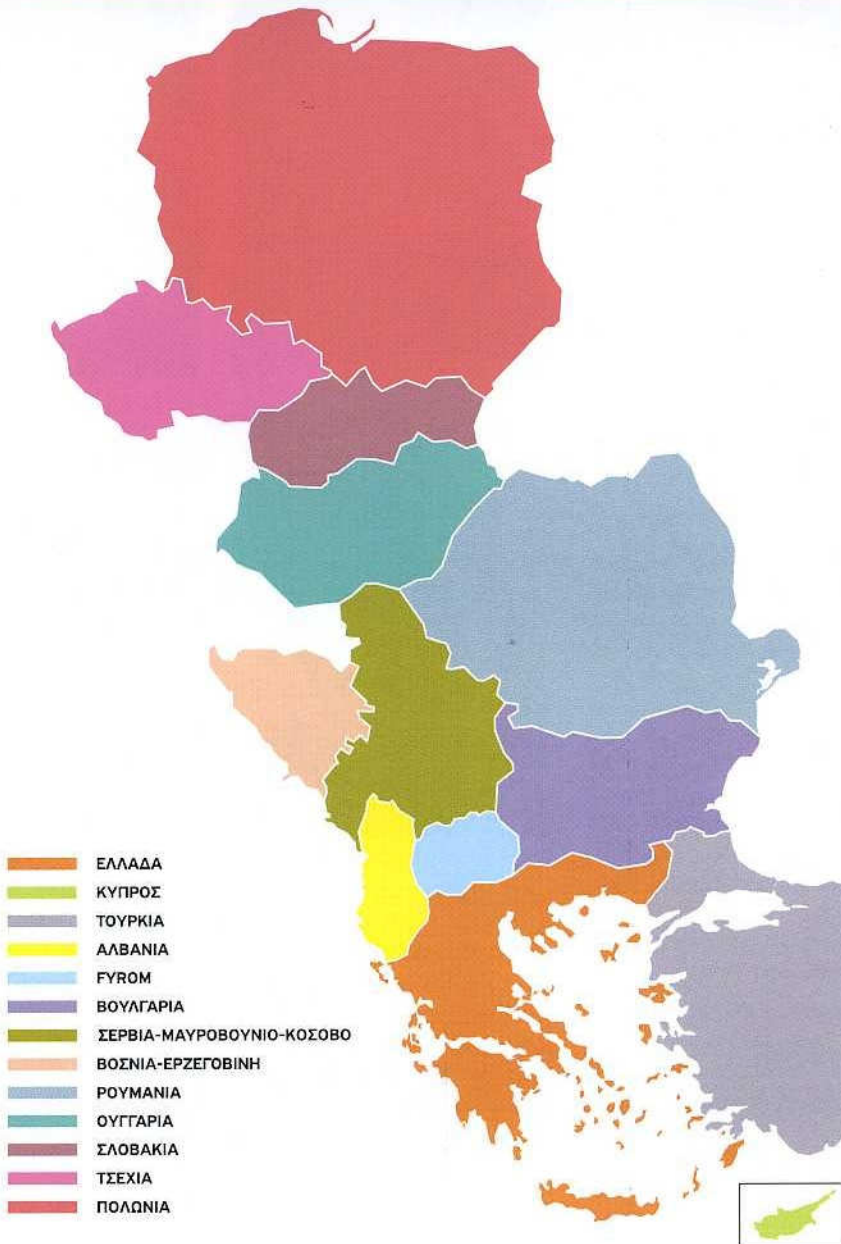 ΕΛΛΑΔΑ
ΚΥΠΡΟΣ
ΤΟΥΡΚΙΑ
ΑΛΒΑΝΙΑ
FYROM
ΒΟΥΛΓΑΡΙΑ
ΣΕΡΒΙΑ-ΜΑΥΡΟΒΟΥΝΙΟ-ΚΟΣΟΒΟ
ΒΟΣΝΙΑ-ΕΡΖΕΓΟΒΙΝΗ
ΡΟΥΜΑΝΙΑ
ΟΥΓΓΑΡΙΑ
ΣΛΟΒΑΚΙΑ
ΤΣΕΧΙΑ
ΠΟΛΩΝΙΑ